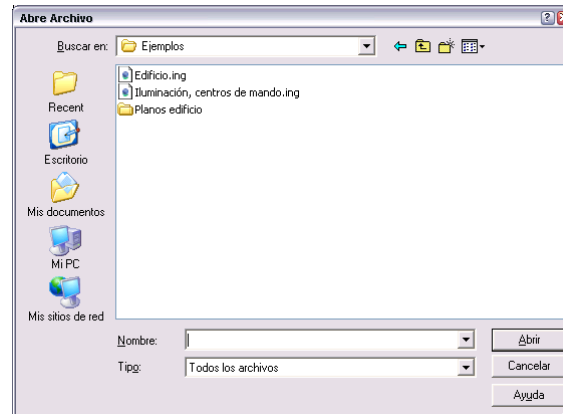 Abre Archivo
Buscar en: Ejemplos
Edificio.ing
Iluminación, centros de mando.ing
Planos edificio
Recent
Escritorio
Mis documentos
Mi PC
Mis sitios de red
Nombre: Abrir
Tipo: Todos los archivos Cancelar
Ayuda